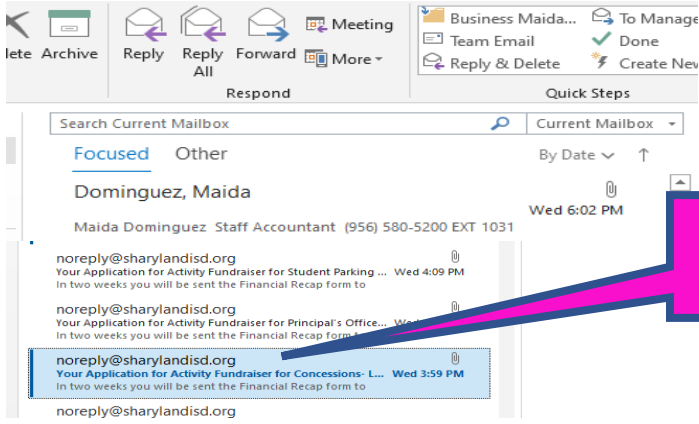 lete Archive
Reply
Reply All
Forward
Meeting
More
Respond
Business Maida...
To Manage
Team Email
Done
Reply & Delete
Create New
Quick Steps
Search Current Mailbox
Current Mailbox
Focused Other
By Date
Dominguez, Maida
Wed 6:02 PM
Maida Dominguez Staff Accountant (956) 580-5200 EXT 1031
noreply@sharylandisd.org
Your Application for Activity Fundraiser for Student Parking ... Wed 4:09 PM
In two weeks you will be sent the Financial Recap form to
noreply@sharylandisd.org
Your Application for Activity Fundraiser for Principal's Office... Wed
In two weeks you will be sent the Financial Recap form
noreply@sharylandisd.org
Your Application for Activity Fundraiser for Concessions- L... Wed 3:59 PM
In two weeks you will be sent the Financial Recap form to
noreply@sharylandisd.org